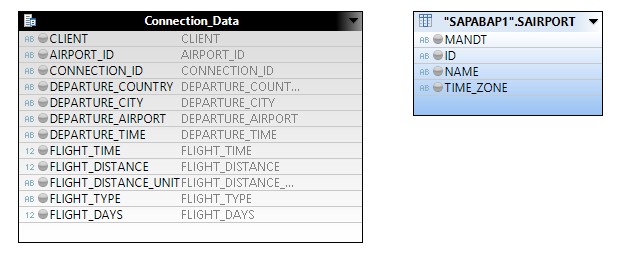 Connection_Data
AB CLIENT CLIENT
AB AIRPORT_ID AIRPORT_ID
AB CONNECTION_ID CONNECTION_ID
AB DEPARTURE_COUNTRY DEPARTURE_COUNT...
AB DEPARTURE_CITY DEPARTURE_CITY
AB DEPARTURE_AIRPORT DEPARTURE_AIRPORT
AB DEPARTURE_TIME DEPARTURE_TIME
12 FLIGHT_TIME FLIGHT_TIME
12 FLIGHT_DISTANCE FLIGHT_DISTANCE
AB FLIGHT_DISTANCE_UNIT FLIGHT_DISTANCE_...
AB FLIGHT_TYPE FLIGHT_TYPE
12 FLIGHT_DAYS FLIGHT_DAYS
"SAPABAP1".SAIRPORT
AB MANDT
AB ID
AB NAME
AB TIME_ZONE